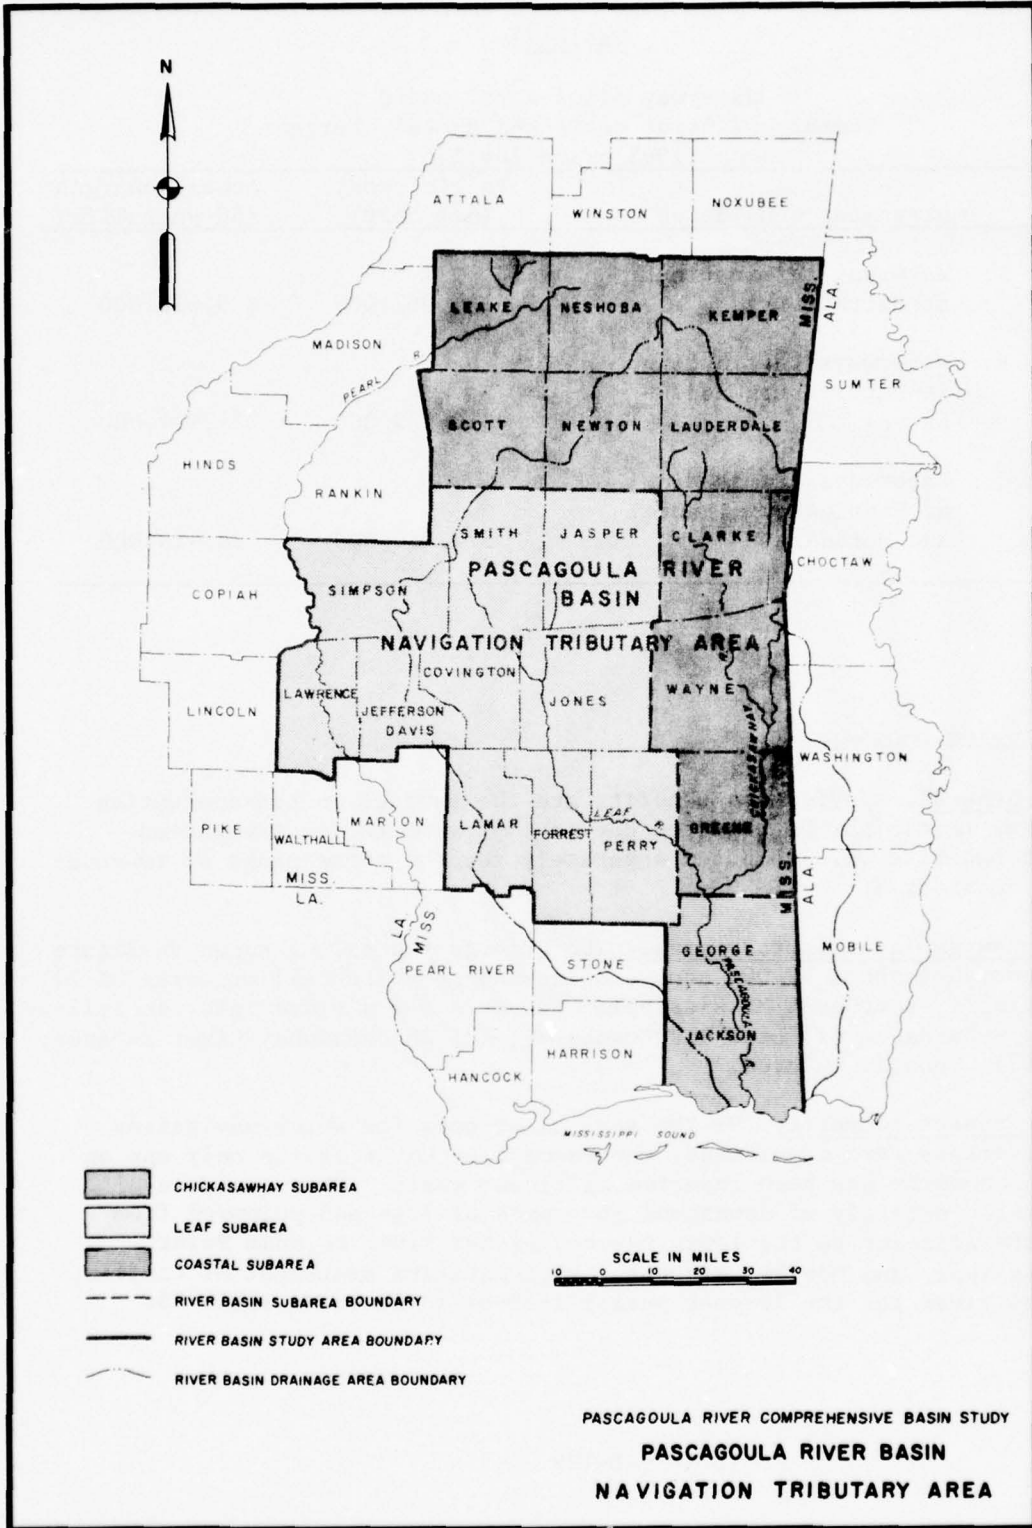 N
ATTALA
WINSTON
NOXUBEE
LEAKE
NESHOBA
KEMPER
MISS.
ALA.
MADISON
PEARL R.
SUMTER
SCOTT
NEWTON
LAUDERDALE
HINDS
RANKIN
SMITH
JASPER
CLARKE
CHOCTAW
PASCAGOULA RIVER
BASIN
COPIAH
SIMPSON
NAVIGATION TRIBUTARY AREA
COVINGTON
LAWRENCE
WAYNE
R.
LINCOLN
JEFFERSON
DAVIS
JONES
CHICKASAWHAY
WASHINGTON
PIKE
WALTHALL
MARION
LAMAR
FORREST
LEAF R.
PERRY
GREENE
MISS.
LA.
MISS.
ALA.
LA
MISS
PEARL RIVER
STONE
GEORGE
MOBILE
PASCAGOULA R.
JACKSON
HARRISON
HANCOCK
MISSISSIPPI SOUND
CHICKASAWHAY SUBAREA
LEAF SUBAREA
COASTAL SUBAREA
RIVER BASIN SUBAREA BOUNDARY
RIVER BASIN STUDY AREA BOUNDARY
RIVER BASIN DRAINAGE AREA BOUNDARY
SCALE IN MILES
10 0 10 20 30 40
PASCAGOULA RIVER COMPREHENSIVE BASIN STUDY
PASCAGOULA RIVER BASIN
NAVIGATION TRIBUTARY AREA